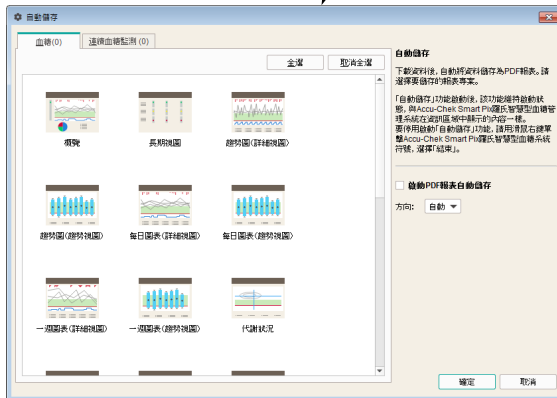 自動儲存
血糖(0)
連續血糖監測 (0)
全選
取消全選
概覽
長期視圖
趨勢圖(詳細視圖)
趨勢圖(趨勢視圖)
每日圖表(詳細視圖)
每日圖表(趨勢視圖)
一週圖表(詳細視圖)
一週圖表(趨勢視圖)
代謝狀況
自動儲存
下載資料後, 自動將資料儲存為PDF報表。請
選擇要儲存的報表專案。
「自動儲存」功能啟動後, 該功能維持啟動狀
態, 與Accu-Chek Smart Pix羅氏智慧型血糖管
理系統在資訊區域中顯示的內容一樣。
要停用啟動「自動儲存」功能, 請用滑鼠右鍵單
擊Accu-Chek Smart Pix羅氏智慧型血糖系統
符號, 選擇「結束」。
啟動PDF報表自動儲存
方向:
自動
確定
取消